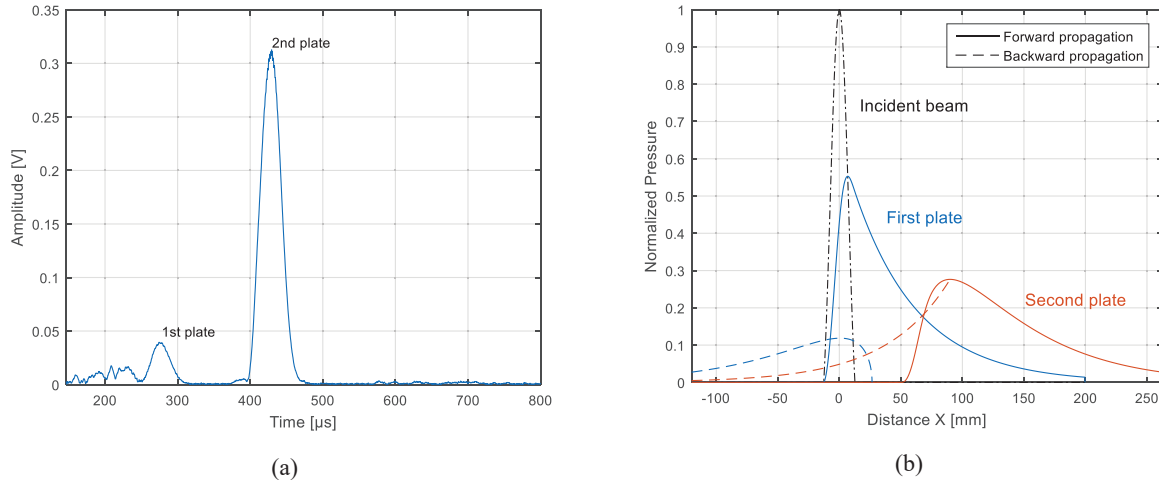 0.35
0.3
0.25
0.2
0.15
0.1
0.05
0
Amplitude [V]
2nd plate
1st plate
200 300 400 500 600 700 800
Time [µs]
(a)
1
0.9
0.8
0.7
0.6
0.5
0.4
0.3
0.2
0.1
0
Normalized Pressure
Forward propagation
Backward propagation
Incident beam
First plate
Second plate
-100 -50 0 50 100 150 200 250
Distance X [mm]
(b)